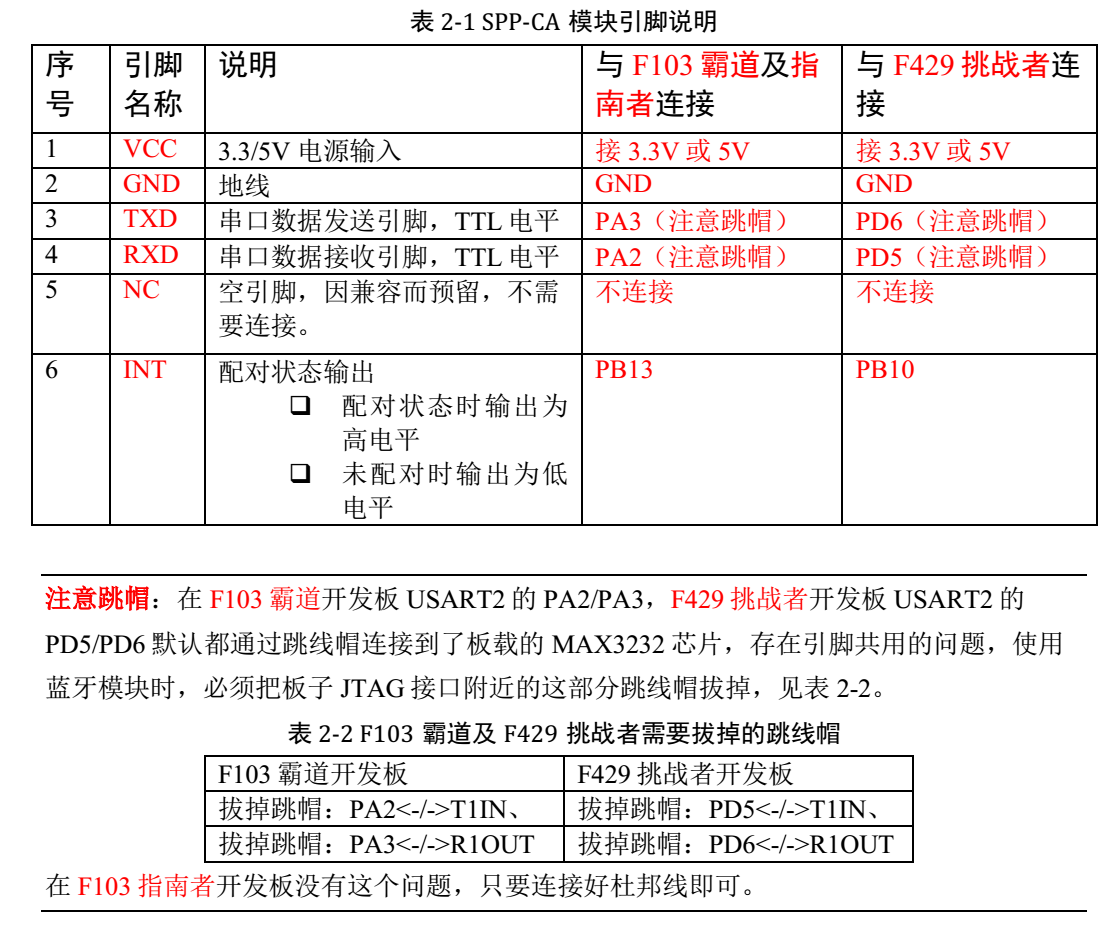 表 2-1 SPP-CA 模块引脚说明
序号 引脚名称 说明 与 F103 霸道及指南者连接 与 F429 挑战者连接
1 VCC 3.3/5V 电源输入 接 3.3V 或 5V 接 3.3V 或 5V
2 GND 地线 GND GND
3 TXD 串口数据发送引脚，TTL 电平 PA3（注意跳帽） PD6（注意跳帽）
4 RXD 串口数据接收引脚，TTL 电平 PA2（注意跳帽） PD5（注意跳帽）
5 NC 空引脚，因兼容而预留，不需 不连接 不连接
要连接。
6 INT 配对状态输出 PB13 PB10
❑ 配对状态时输出为
高电平
❑ 未配对时输出为低
电平
注意跳帽：在 F103 霸道开发板 USART2 的 PA2/PA3，F429 挑战者开发板 USART2 的
PD5/PD6 默认都通过跳线帽连接到了板载的 MAX3232 芯片，存在引脚共用的问题，使用
蓝牙模块时，必须把板子 JTAG 接口附近的这部分跳线帽拔掉，见表 2-2。
表 2-2 F103 霸道及 F429 挑战者需要拔掉的跳线帽
F103 霸道开发板 F429 挑战者开发板
拔掉跳帽：PA2<-/->T1IN、 拔掉跳帽：PD5<-/->T1IN、
拔掉跳帽：PA3<-/->R1OUT 拔掉跳帽：PD6<-/->R1OUT
在 F103 指南者开发板没有这个问题，只要连接好杜邦线即可。